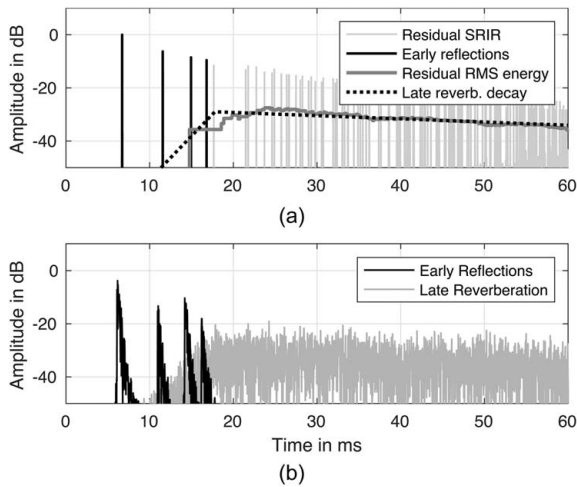 Amplitude in dB
0
-20
-40
Residual SRIR
Early reflections
Residual RMS energy
Late reverb. decay
0 10 20 30 40 50 60
(a)
Amplitude in dB
0
-20
-40
Early Reflections
Late Reverberation
0 10 20 30 40 50 60
Time in ms
(b)